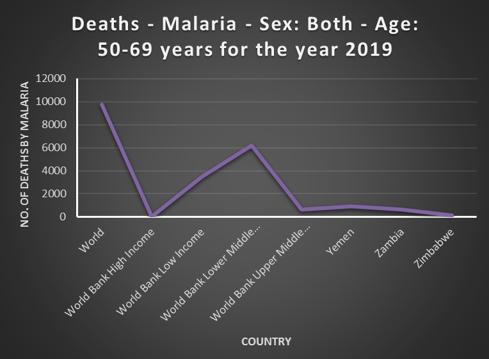 Deaths - Malaria - Sex: Both - Age:
50-69 years for the year 2019
NO. OF DEATHS BY MALARIA
12000
10000
8000
6000
4000
2000
0
World
World Bank High Income
World Bank Low Income
World Bank Lower Middle...
World Bank Upper Middle...
Yemen
Zambia
Zimbabwe
COUNTRY